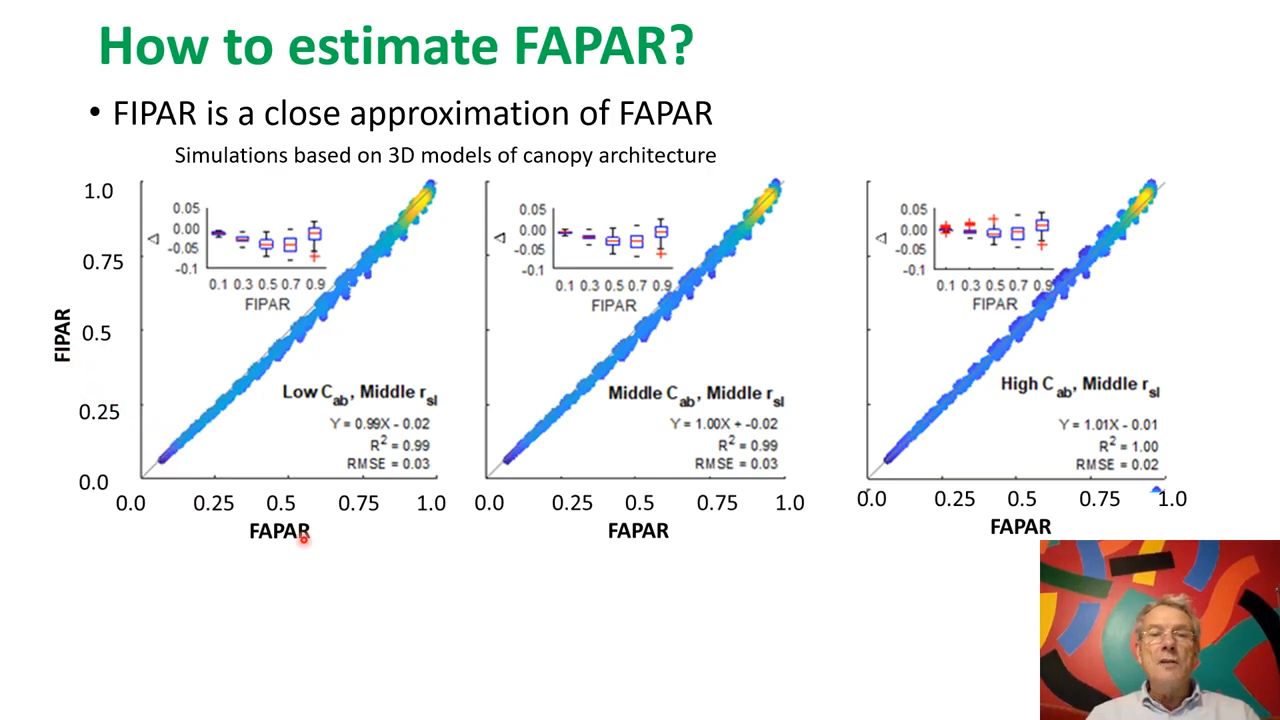 How to estimate FAPAR?
• FIPAR is a close approximation of FAPAR
Simulations based on 3D models of canopy architecture
FIPAR
1.0
0.75
0.5
0.25
0.0
0.05
0.00
-0.05
-0.1
Δ
0.1 0.3 0.5 0.7 0.9
FIPAR
Low Cab, Middle rsl
Y = 0.99X - 0.02
R2 = 0.99
RMSE = 0.03
0.0 0.25 0.5 0.75 1.0
FAPAR
0.05
0.00
-0.05
-0.1
Δ
0.1 0.3 0.5 0.7 0.9
FIPAR
Middle Cab, Middle rsl
Y = 1.00X + -0.02
R2 = 0.99
RMSE = 0.03
0.0 0.25 0.5 0.75 1.0
FAPAR
0.05
0.00
-0.05
-0.1
Δ
0.1 0.3 0.5 0.7 0.9
FIPAR
High Cab, Middle rsl
Y = 1.01X - 0.01
R2 = 1.00
RMSE = 0.02
0.0 0.25 0.5 0.75 1.0
FAPAR